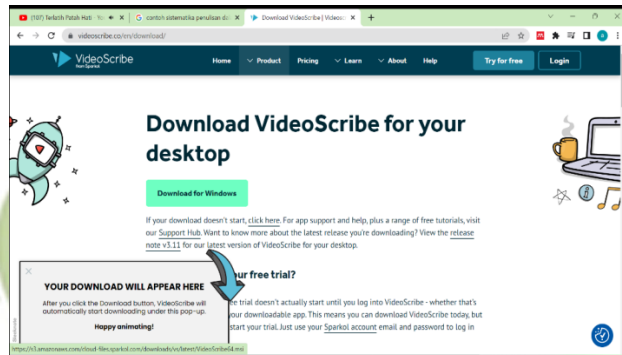 (107) Terlatih Patah Hati
contoh sistematika penulisan da
Download VideoScribe | Videosc
videoscribe.co/en/download/
VideoScribe
from Sparkol
Home
Product
Pricing
Learn
About
Help
Try for free
Login
Download VideoScribe for your
desktop
Download for Windows
If your download doesn't start, click here. For app support and help, plus a range of free tutorials, visit
our Support Hub. Want to know more about the latest release you're downloading? View the release
note v3.11 for our latest version of VideoScribe for your desktop.
ur free trial?
ee trial doesn't actually start until you log into VideoScribe - whether that's
your downloadable app. This means you can download VideoScribe today, but
start your trial. Just use your Sparkol account email and password to log in
YOUR DOWNLOAD WILL APPEAR HERE
After you click the Download button, VideoScribe will
automatically start downloading under this pop-up.
Happy animating!
https://s3.amazonaws.com/cloud-files.sparkol.com/downloads/vs/latest/VideoScribe64.msi